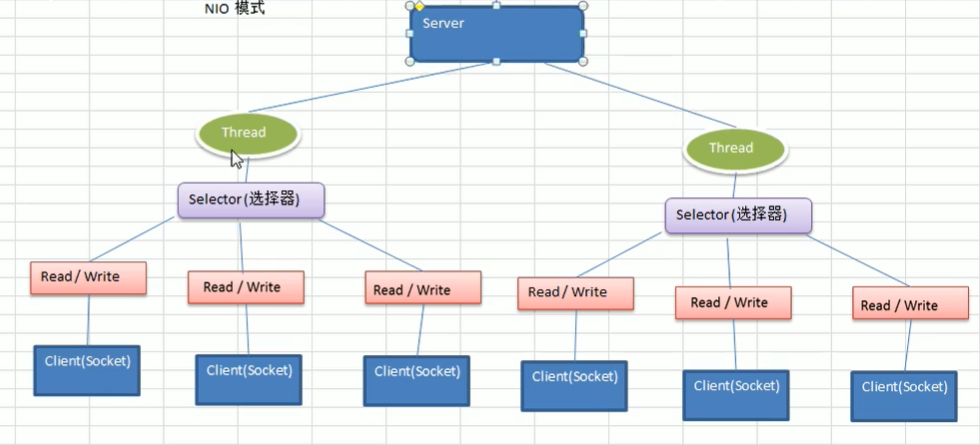 NIO 模式
Server
Thread
Thread
Selector(选择器)
Selector(选择器)
Read / Write
Read / Write
Read / Write
Read / Write
Read / Write
Read / Write
Client(Socket)
Client(Socket)
Client(Socket)
Client(Socket)
Client(Socket)
Client(Socket)